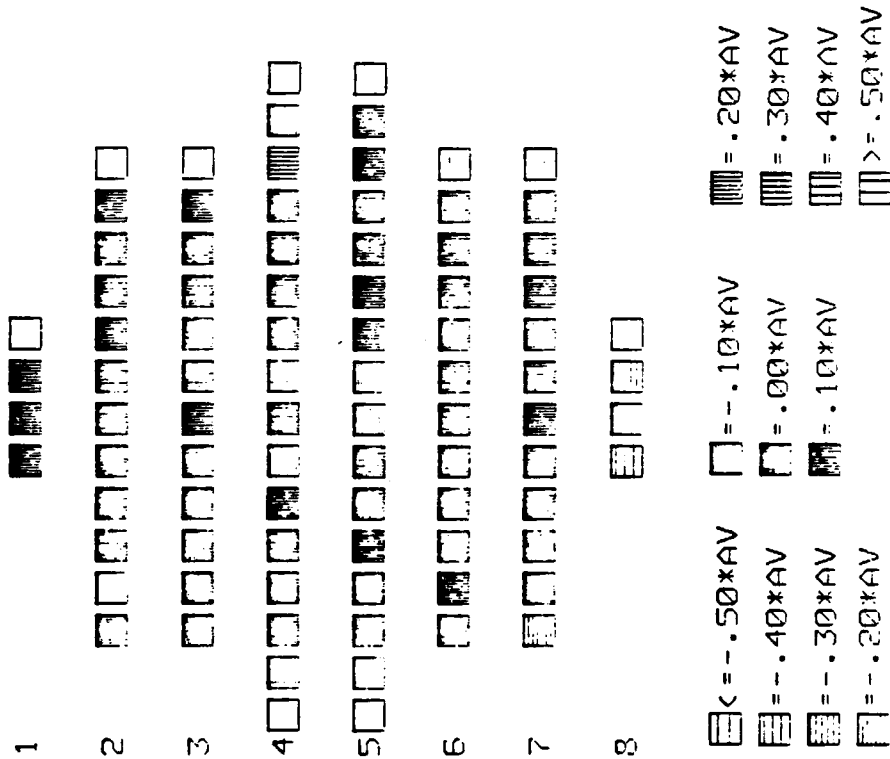 1
2
3
4
5
6
7
8
<=-.50*AV
=-.40*AV
=-.30*AV
=-.20*AV
=-.10*AV
=.00*AV
=.10*AV
=.20*AV
=.30*AV
=.40*AV
>=.50*AV